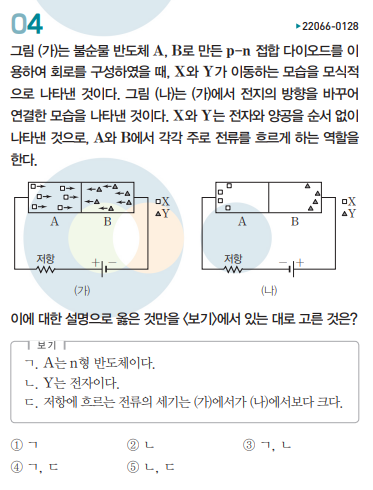 04
▶22066-0128
그림 (가)는 불순물 반도체 A, B로 만든 p-n 접합 다이오드를 이
용하여 회로를 구성하였을 때, X와 Y가 이동하는 모습을 모식적
으로 나타낸 것이다. 그림 (나)는 (가)에서 전지의 방향을 바꾸어
연결한 모습을 나타낸 것이다. X와 Y는 전자와 양공을 순서 없이
나타낸 것으로, A와 B에서 각각 주로 전류를 흐르게 하는 역할을
한다.
□X
▲Y
A B
저항
+ −
(가)
□X
▲Y
A B
저항
− +
(나)
이에 대한 설명으로 옳은 것만을 <보기>에서 있는 대로 고른 것은?
보기
ㄱ. A는 n형 반도체이다.
ㄴ. Y는 전자이다.
ㄷ. 저항에 흐르는 전류의 세기는 (가)에서가 (나)에서보다 크다.
① ㄱ ② ㄴ ③ ㄱ, ㄴ
④ ㄱ, ㄷ ⑤ ㄴ, ㄷ